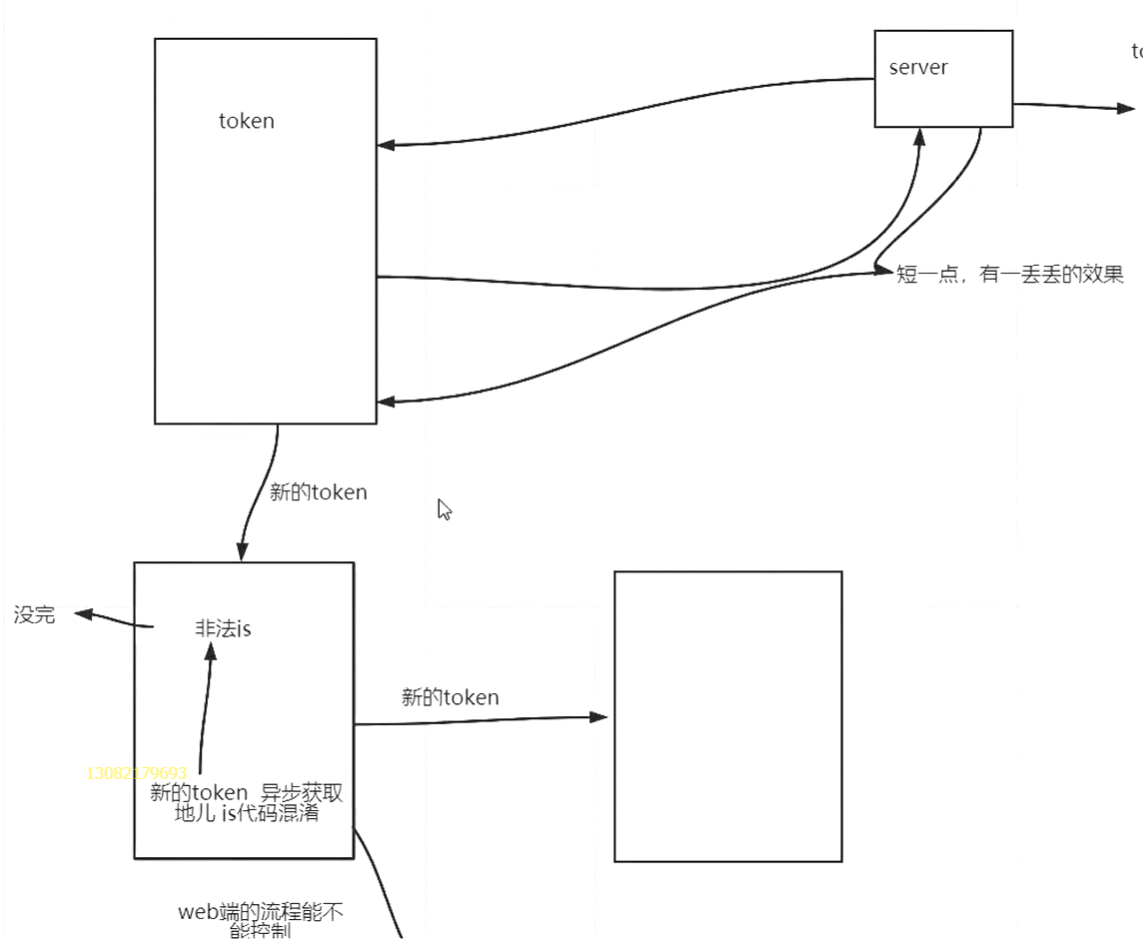 server
to
token
短一点，有一丢丢的效果
新的token
没完
非法is
新的token
13082179693
新的token 异步获取
地儿 is代码混淆
web端的流程能不
能控制